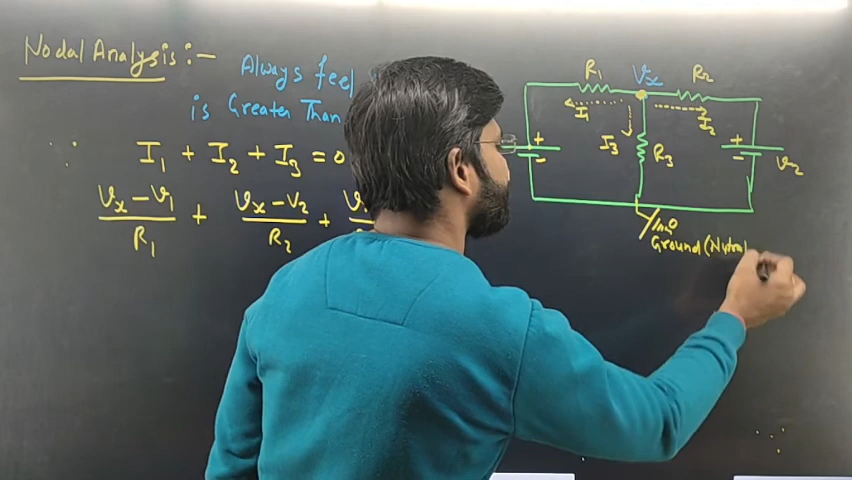 Nodal Analysis :-
Always feel
is Greater Than
∵ I₁ + I₂ + I₃ = 0
(Vx - V₁)/R₁ + (Vx - V₂)/R₂ +
R₁ Vx R₂
I₁ I₂
I₃ R₃
+ +
- - V₂
Ground (Nutral